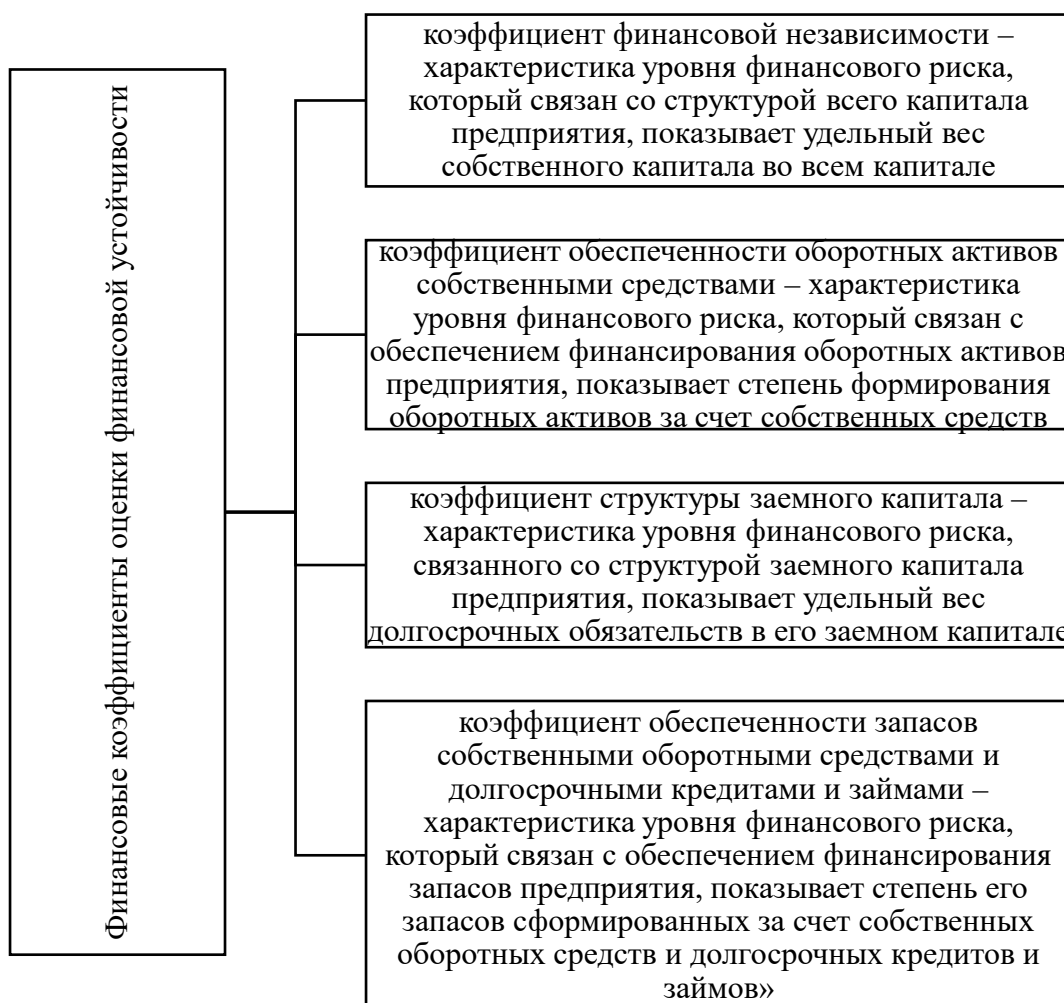 Финансовые коэффициенты оценки финансовой устойчивости
коэффициент финансовой независимости –
характеристика уровня финансового риска,
который связан со структурой всего капитала
предприятия, показывает удельный вес
собственного капитала во всем капитале
коэффициент обеспеченности оборотных активов
собственными средствами – характеристика
уровня финансового риска, который связан с
обеспечением финансирования оборотных активов
предприятия, показывает степень формирования
оборотных активов за счет собственных средств
коэффициент структуры заемного капитала –
характеристика уровня финансового риска,
связанного со структурой заемного капитала
предприятия, показывает удельный вес
долгосрочных обязательств в его заемном капитале
коэффициент обеспеченности запасов
собственными оборотными средствами и
долгосрочными кредитами и займами –
характеристика уровня финансового риска,
который связан с обеспечением финансирования
запасов предприятия, показывает степень его
запасов сформированных за счет собственных
оборотных средств и долгосрочных кредитов и
займов»